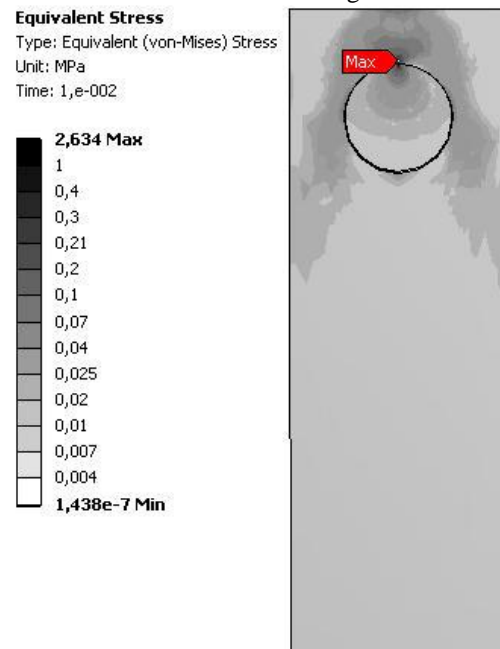 Equivalent Stress
Type: Equivalent (von-Mises) Stress
Unit: MPa
Time: 1,e-002
2,634 Max
1
0,4
0,3
0,21
0,2
0,1
0,07
0,04
0,025
0,02
0,01
0,007
0,004
1,438e-7 Min
Max